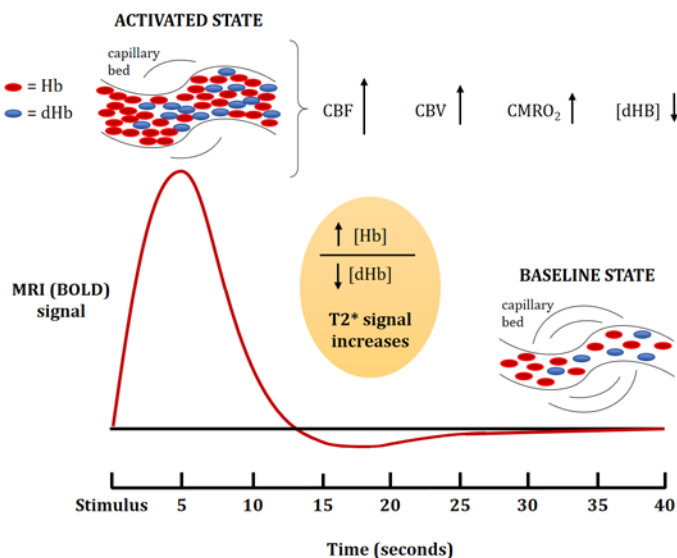 ACTIVATED STATE
capillary
bed
= Hb
= dHb
CBF
CBV
CMRO₂
[dHB]
[Hb]
[dHb]
T2* signal
increases
MRI (BOLD)
signal
BASELINE STATE
capillary
bed
Stimulus 5 10 15 20 25 30 35 40
Time (seconds)